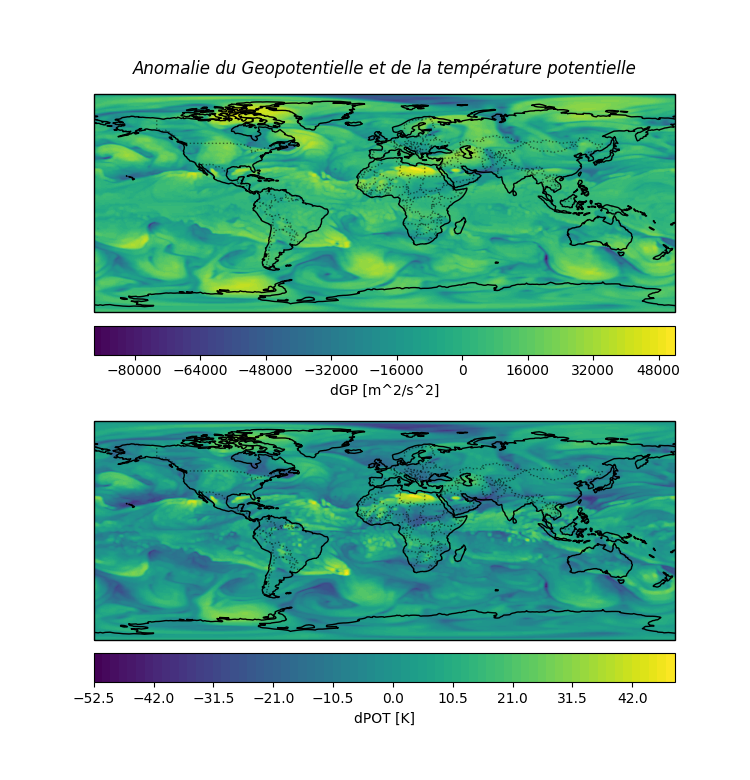 Anomalie du Geopotentielle et de la température potentielle
−80000 −64000 −48000 −32000 −16000 0 16000 32000 48000
dGP [m^2/s^2]
−52.5 −42.0 −31.5 −21.0 −10.5 0.0 10.5 21.0 31.5 42.0
dPOT [K]